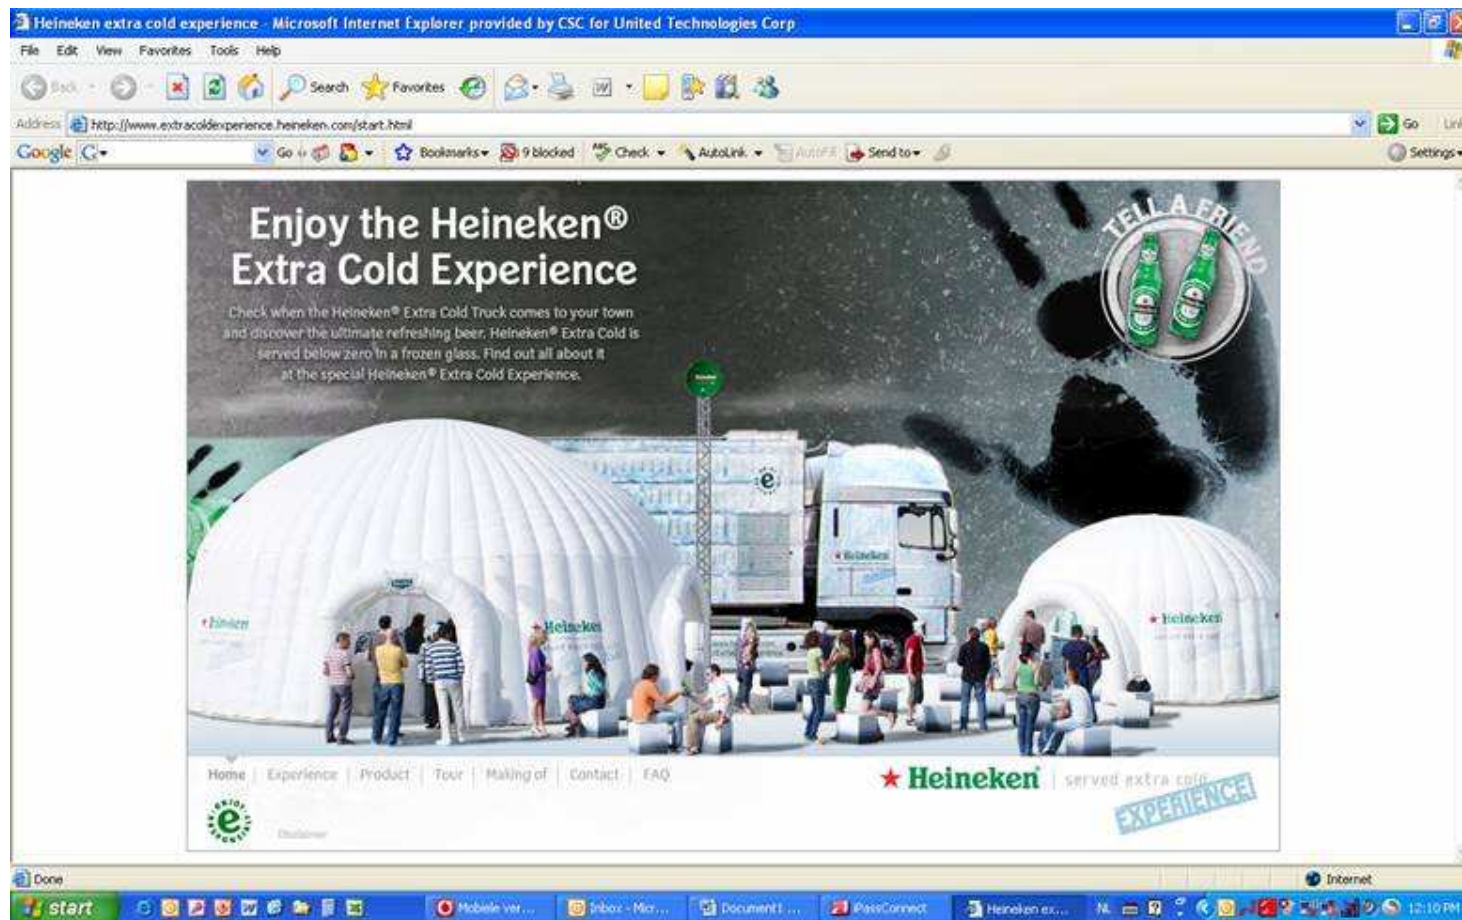 Heineken extra cold experience - Microsoft Internet Explorer provided by CSC for United Technologies Corp
File Edit View Favorites Tools Help
Back Search Favorites
Address http://www.extracoldexperience.heineken.com/start.html Go
Google Go Bookmarks 9 blocked Check AutoLink AutoFill Send to Settings
Enjoy the Heineken®
Extra Cold Experience
TELL A FRIEND
Check when the Heineken® Extra Cold Truck comes to your town
and discover the ultimate refreshing beer. Heineken® Extra Cold is
served below zero in a frozen glass. Find out all about it
at the special Heineken® Extra Cold Experience.
e
Heineken
Heineken
Heineken
Heineken
Home | Experience | Product | Tour | Making of | Contact | FAQ
Heineken® | served extra cold
EXPERIENCE!
ENJOY RESPONSIBLY
e
Disclaimer
Done Internet
start Mobiele ver... Inbox - Micr... Document1 ... iPassConnect Heineken ex... NL 12:10 PM